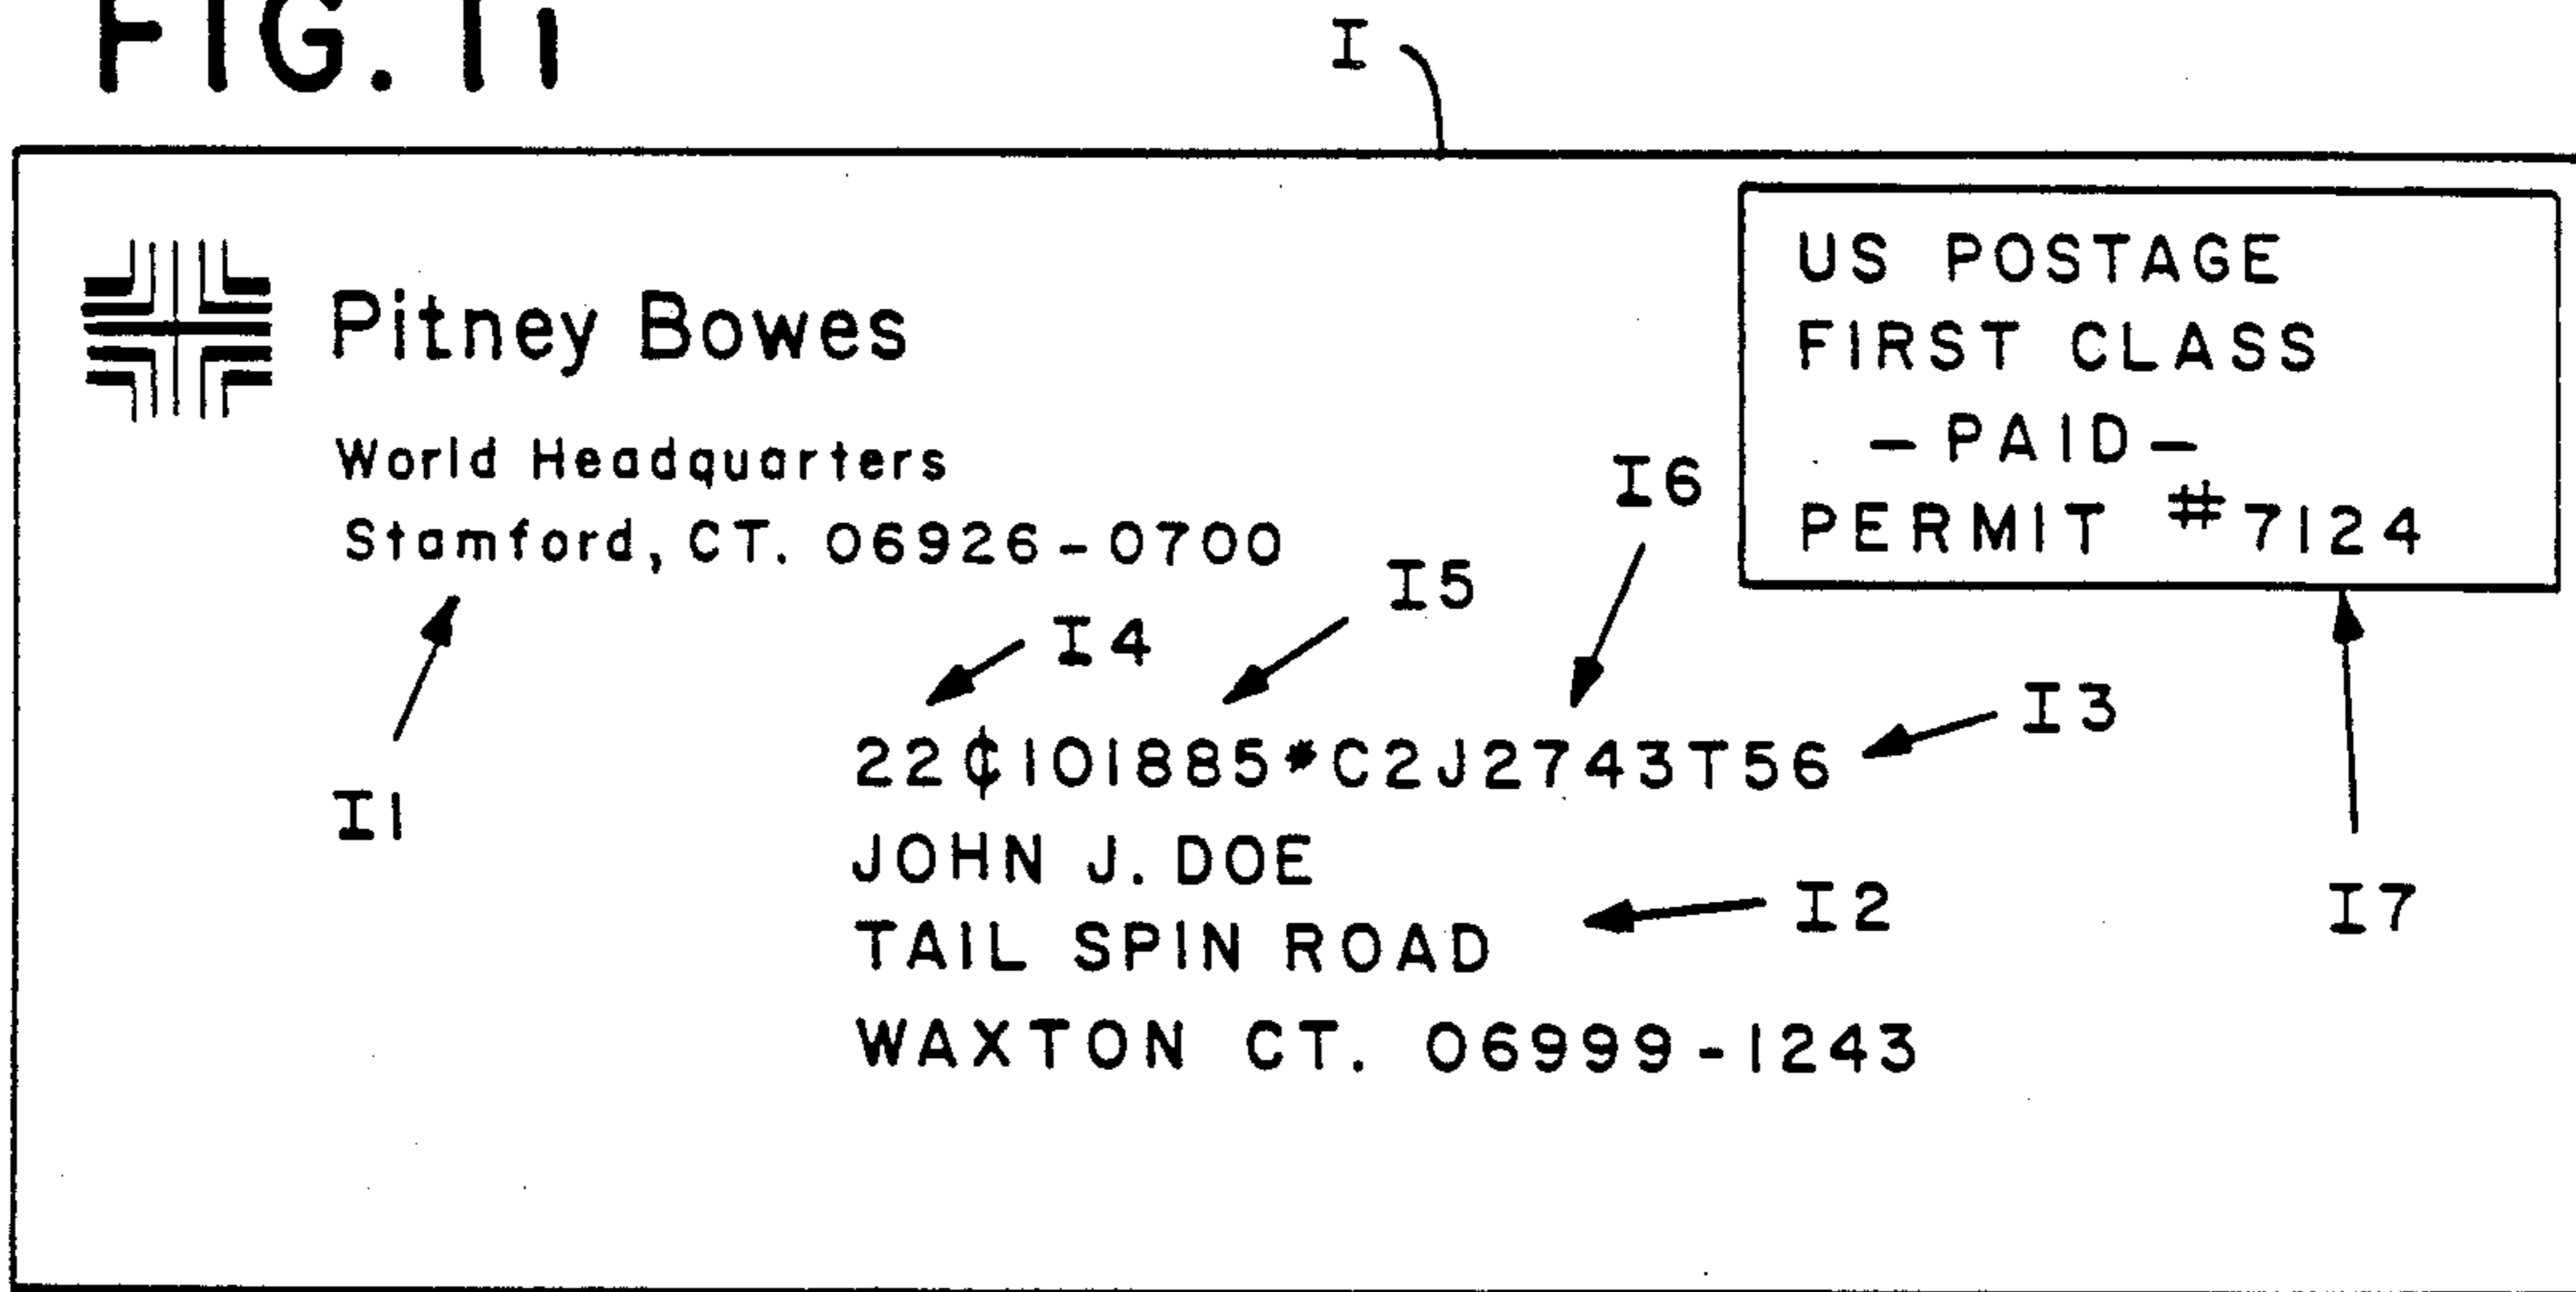 FIG. 1i
I
Pitney Bowes
World Headquarters
Stamford, CT. 06926-0700
US POSTAGE
FIRST CLASS
- PAID -
PERMIT #7124
I6
I5
I4
I3
22¢101885*C2J2743T56
I1
JOHN J. DOE
TAIL SPIN ROAD
I2
I7
WAXTON CT. 06999-1243